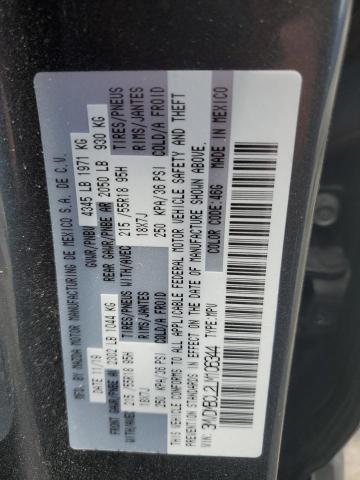 MFD. BY MAZDA MOTOR MANUFACTURING DE MEXICO S.A. DE C.V.
DATE: 11/19 GVWR/PNBV 4345 LB 1971 KG
FRONT GAWR/PNBE AV 2302 LB 1044 KG REAR GAWR/PNBE AR 2050 LB 930 KG
WITH/AVEC TIRES/PNEUS WITH/AVEC TIRES/PNEUS
215 /55R18 95H RIMS/JANTES 215 /55R18 95H RIMS/JANTES
18X7J COLD/A FROID 18X7J COLD/A FROID
250 KPA/36 PSI 250 KPA/36 PSI
THIS VEHICLE CONFORMS TO ALL APPLICABLE FEDERAL MOTOR VEHICLE SAFETY AND THEFT
PREVENTION STANDARDS IN EFFECT ON THE DATE OF MANUFACTURE SHOWN ABOVE.
VIN: TYPE:MPV COLOR CODE:46G MADE IN MEXICO